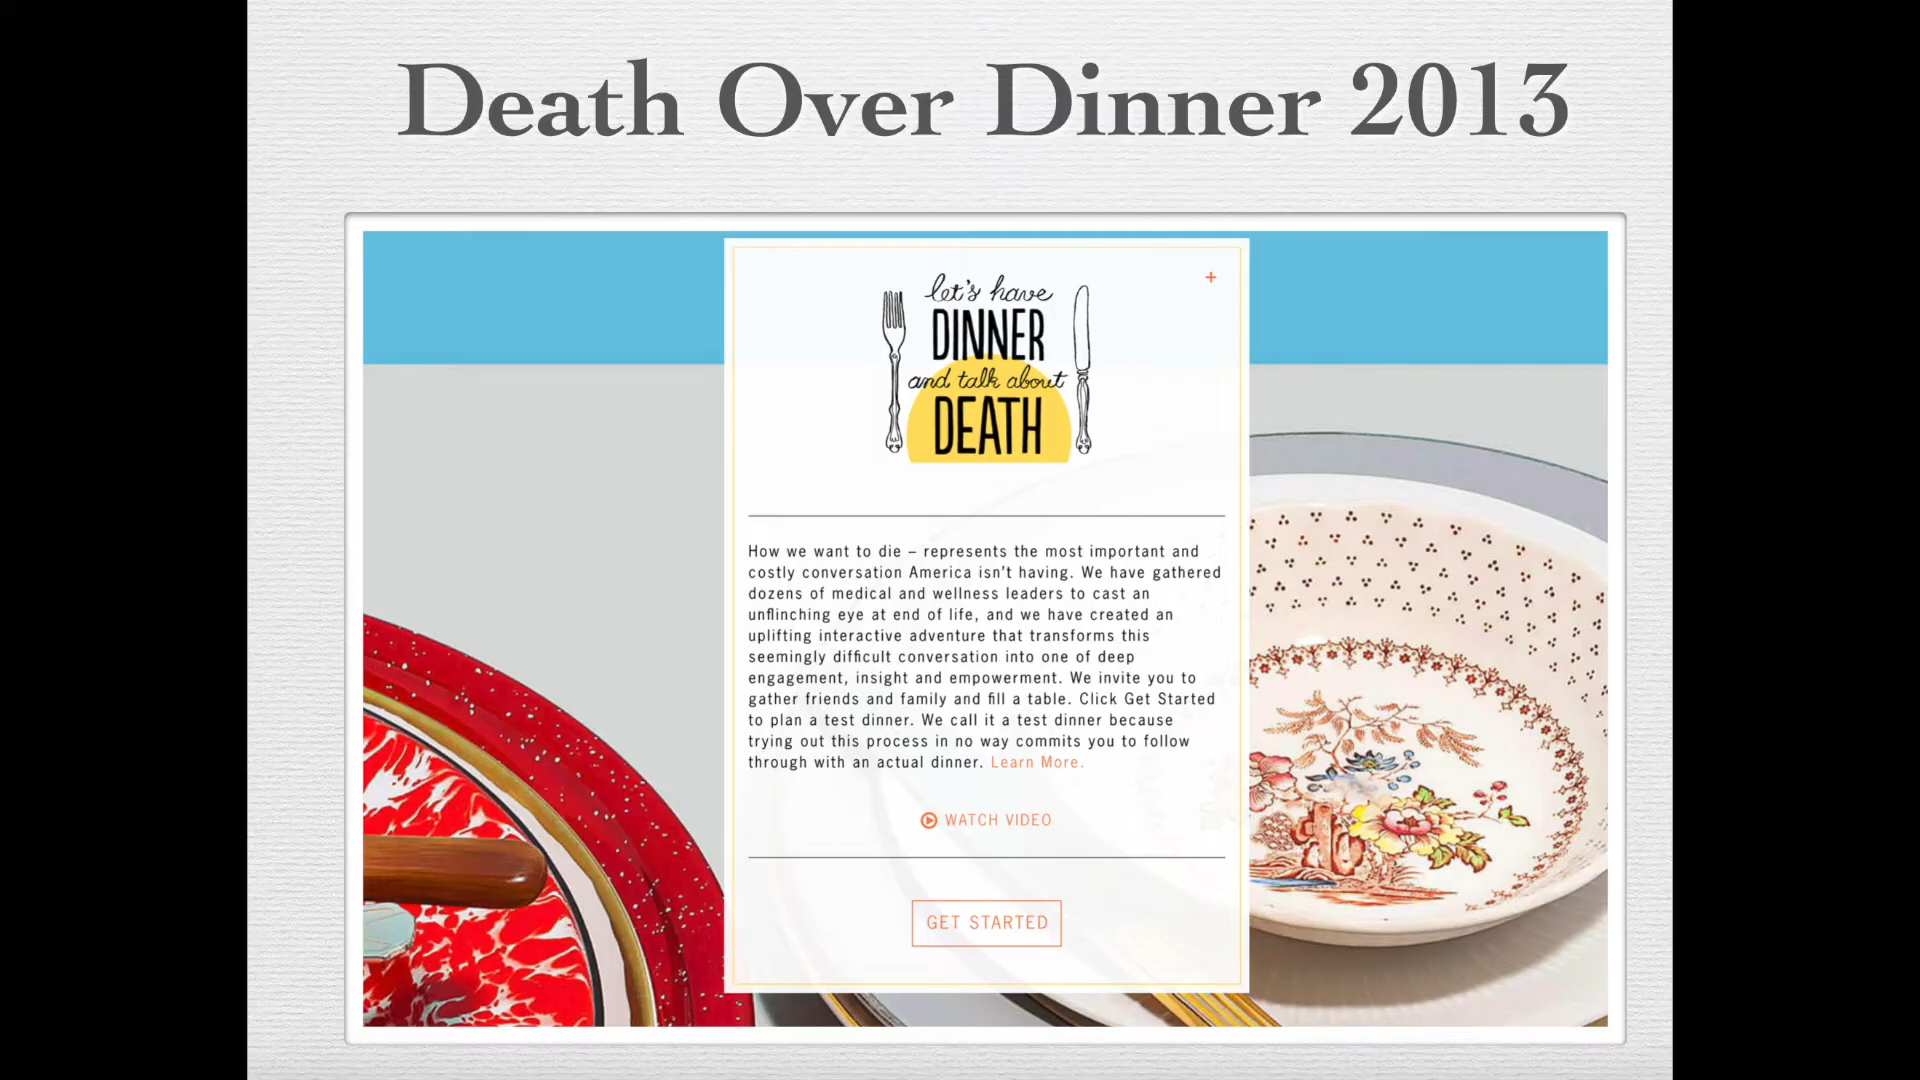 Death Over Dinner 2013
let's have
DINNER
and talk about
DEATH
+
How we want to die – represents the most important and
costly conversation America isn't having. We have gathered
dozens of medical and wellness leaders to cast an
unflinching eye at end of life, and we have created an
uplifting interactive adventure that transforms this
seemingly difficult conversation into one of deep
engagement, insight and empowerment. We invite you to
gather friends and family and fill a table. Click Get Started
to plan a test dinner. We call it a test dinner because
trying out this process in no way commits you to follow
through with an actual dinner. Learn More.
WATCH VIDEO
GET STARTED